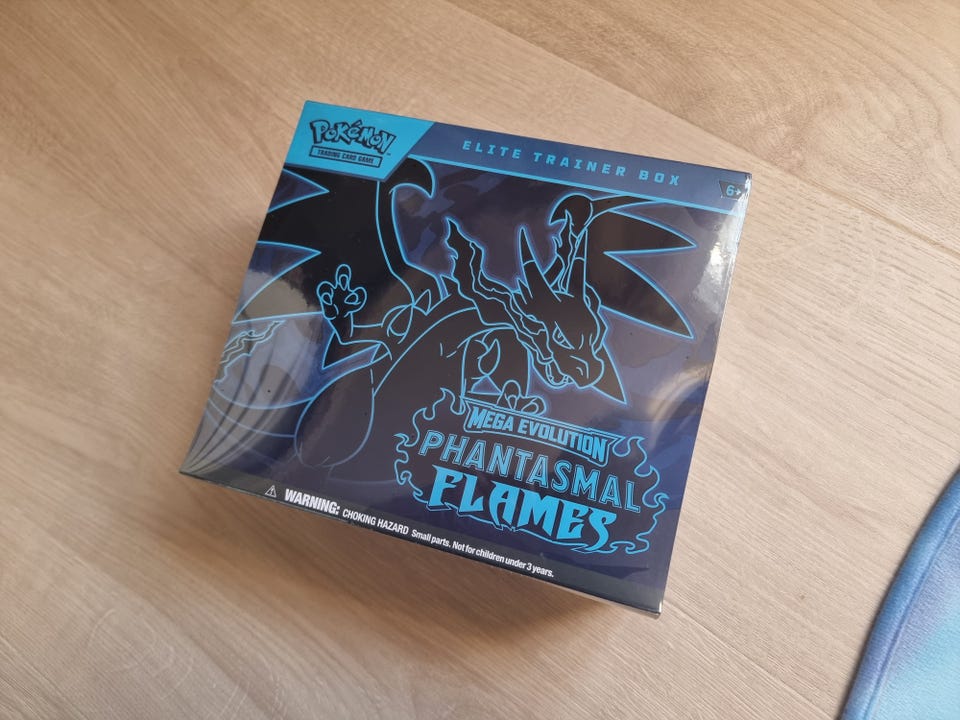 Pokémon
TRADING CARD GAME
ELITE TRAINER BOX
6+
MEGA EVOLUTION
PHANTASMAL
FLAMES
WARNING: CHOKING HAZARD Small parts. Not for children under 3 years.